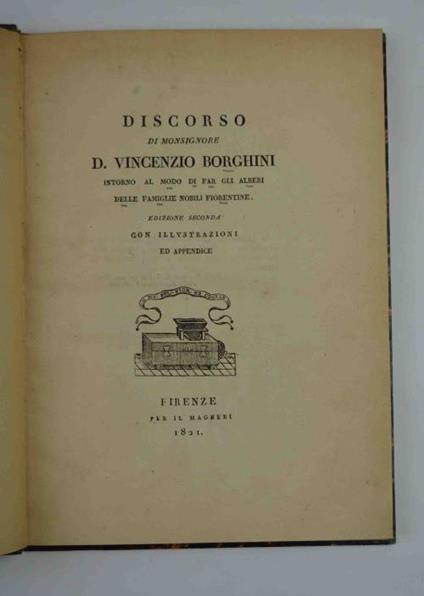 DISCORSO
DI MONSIGNORE
D. VINCENZIO BORGHINI
INTORNO AL MODO DI FAR GLI ALBERI
DELLE FAMIGLIE NOBILI FIORENTINE.
EDIZIONE SECONDA
CON ILLVSTRAZIONI
ED APPENDICE
FIRENZE
PER IL MAGHERI
1821.